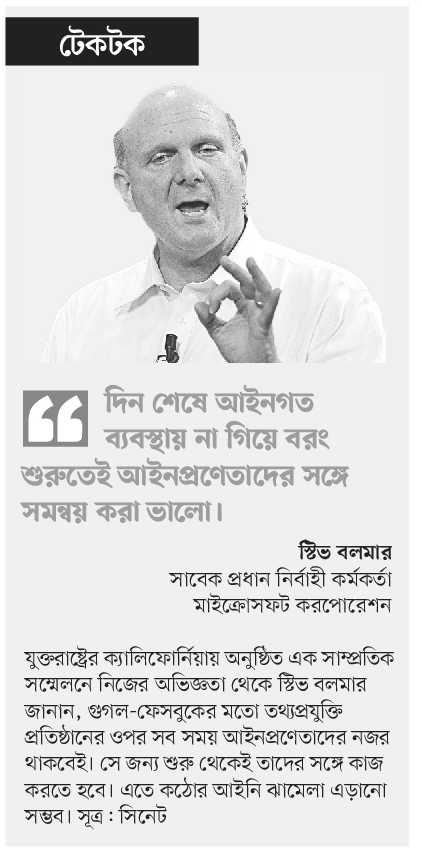 টেকটক
দিন শেষে আইনগত
ব্যবস্থায় না গিয়ে বরং
শুরুতেই আইনপ্রণেতাদের সঙ্গে
সমন্বয় করা ভালো।
স্টিভ বলমার
সাবেক প্রধান নির্বাহী কর্মকর্তা
মাইক্রোসফট করপোরেশন
যুক্তরাষ্ট্রের ক্যালিফোর্নিয়ায় অনুষ্ঠিত এক সাম্প্রতিক
সম্মেলনে নিজের অভিজ্ঞতা থেকে স্টিভ বলমার
জানান, গুগল-ফেসবুকের মতো তথ্যপ্রযুক্তি
প্রতিষ্ঠানের ওপর সব সময় আইনপ্রণেতাদের নজর
থাকবেই। সে জন্য শুরু থেকেই তাদের সঙ্গে কাজ
করতে হবে। এতে কঠোর আইনি ঝামেলা এড়ানো
সম্ভব। সূত্র : সিনেট